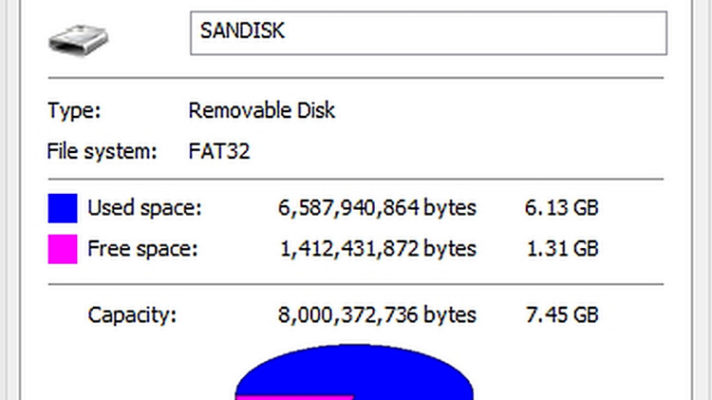 SANDISK
Type: Removable Disk
File system: FAT32
Used space: 6,587,940,864 bytes 6.13 GB
Free space: 1,412,431,872 bytes 1.31 GB
Capacity: 8,000,372,736 bytes 7.45 GB